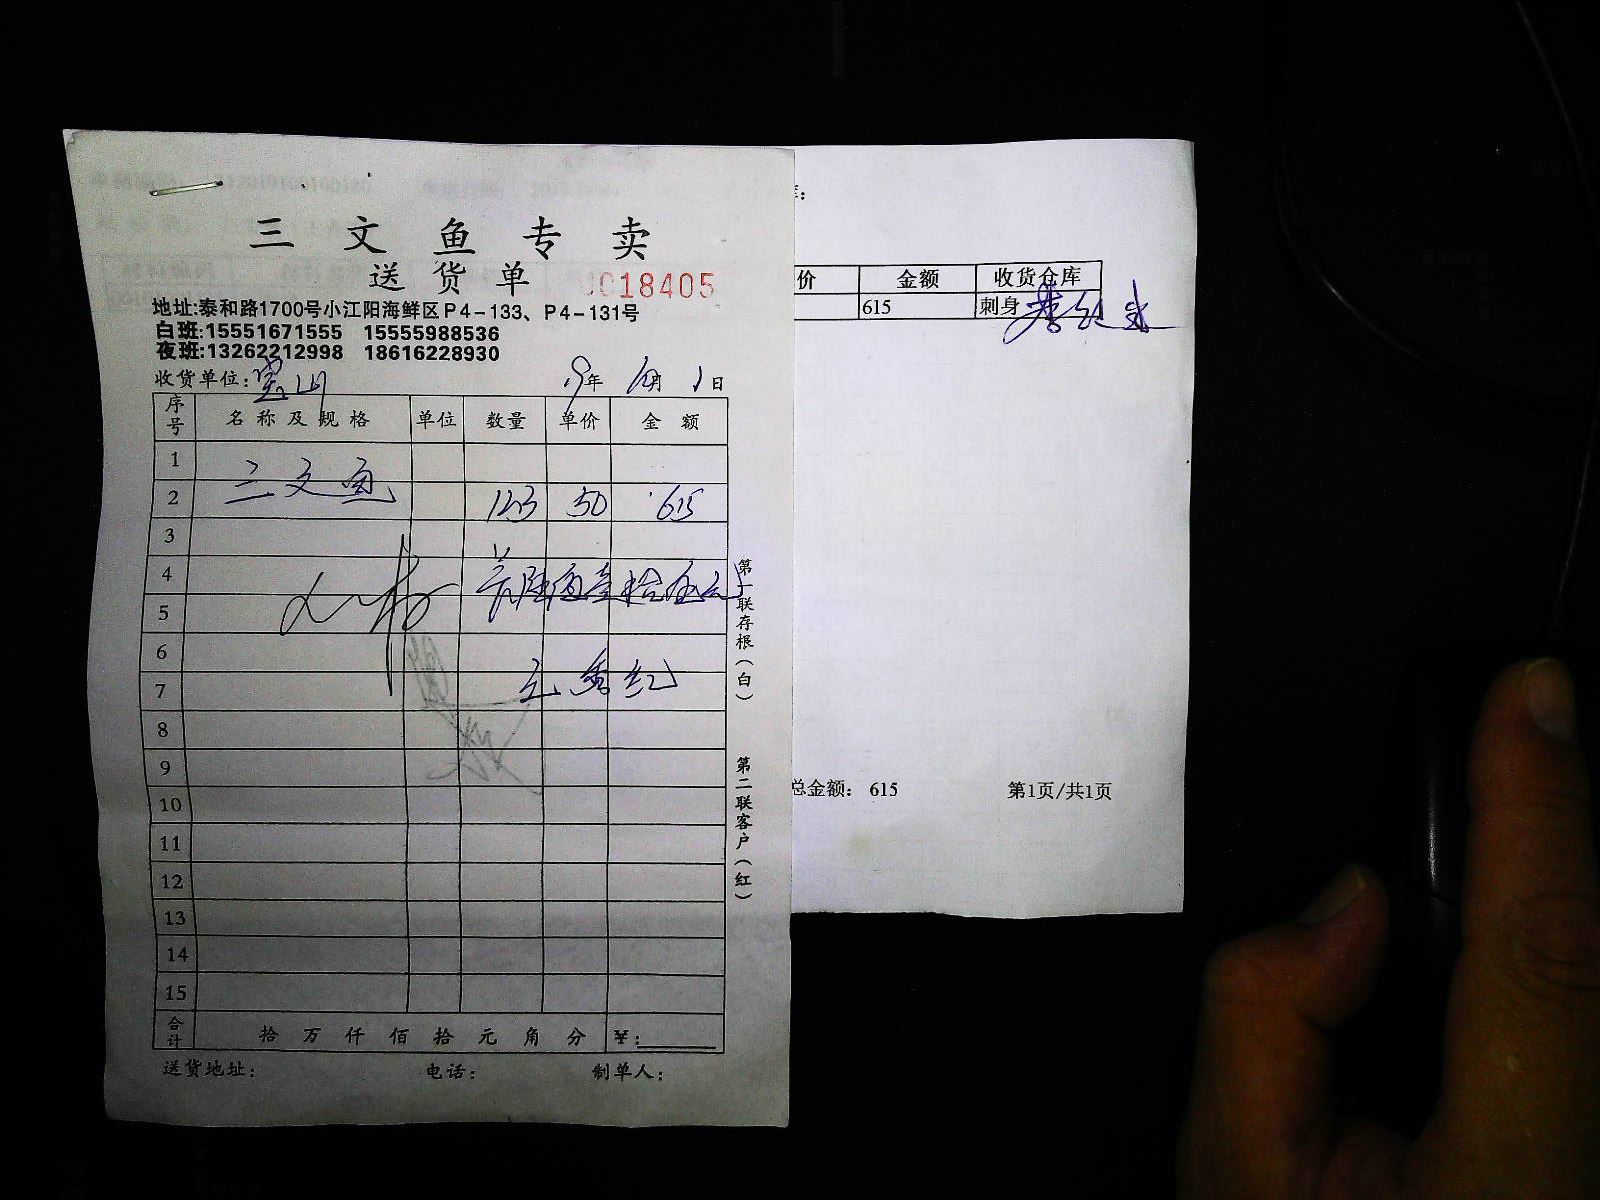 三文鱼专卖
送货单 0018405
地址:泰和路1700号小江阳海鲜区P4-133、P4-131号
白班:15551671555 15555988536
夜班:13262212998 18616228930
收货单位:宝山 9年 10月 1日
序号 名称及规格 单位 数量 单价 金额
1
三文鱼
2 123 50 615
3
4
5
6
7
8
9
10
11
12
13
14
15
合计 拾万仟佰拾元角分 ¥:
送货地址: 电话: 制单人:
第一联存根(白)
第二联客户(红)
价 金额 收货仓库
615 刺身
总金额: 615 第1页/共1页